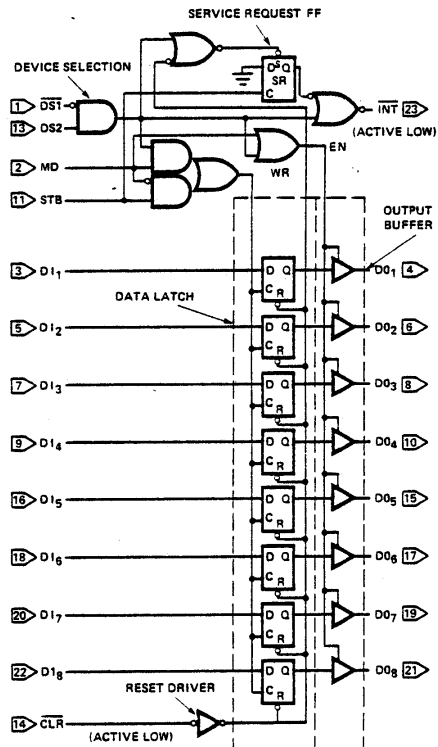 SERVICE REQUEST FF
DEVICE SELECTION
D S Q
SR
C
1 DS1
13 DS2
INT 23
(ACTIVE LOW)
2 MD
EN
WR
11 STB
OUTPUT
BUFFER
DATA LATCH
3 DI1 D Q C R DO1 4
5 DI2 D Q C R DO2 6
7 DI3 D Q C R DO3 8
9 DI4 D Q C R DO4 10
16 DI5 D Q C R DO5 15
18 DI6 D Q C R DO6 17
20 DI7 D Q C R DO7 19
22 D18 D Q C R DO8 21
RESET DRIVER
14 CLR
(ACTIVE LOW)